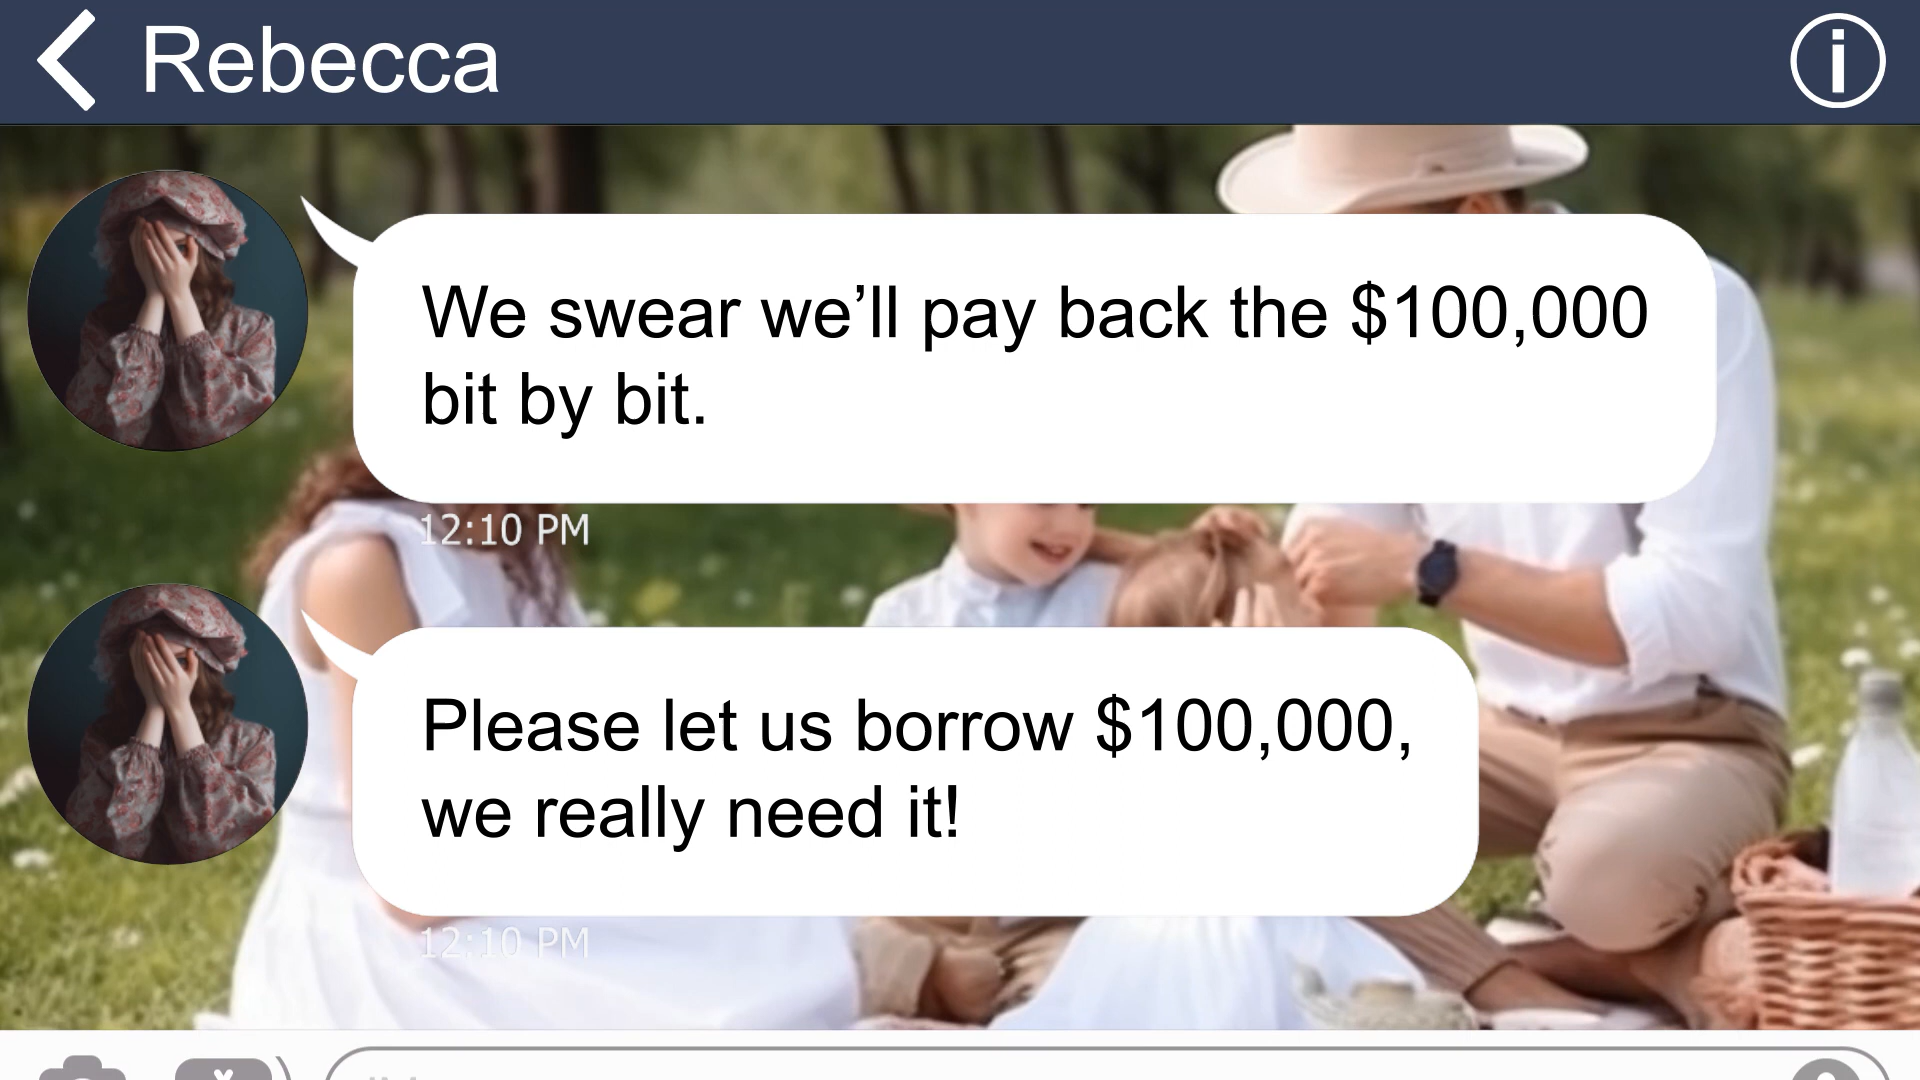 Rebecca
We swear we’ll pay back the $100,000
bit by bit.
12:10 PM
Please let us borrow $100,000,
we really need it!
12:10 PM